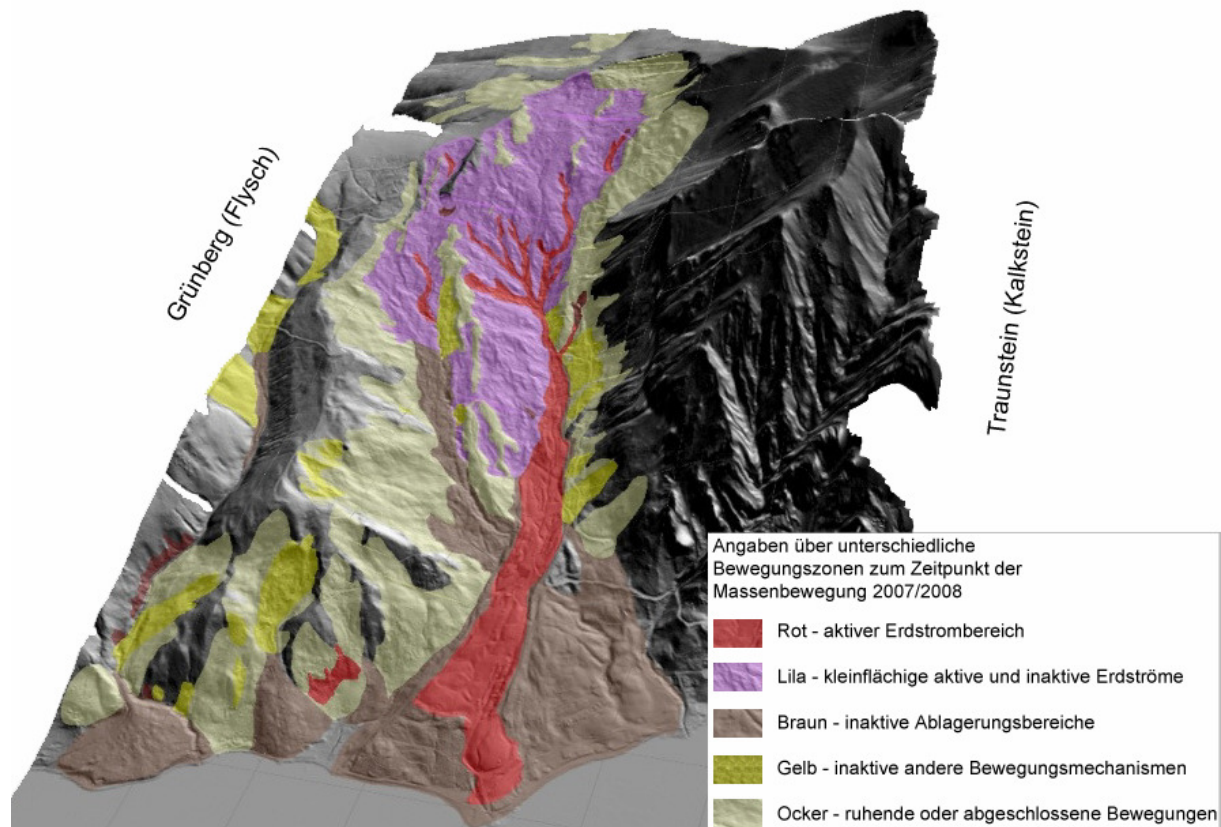 Grünberg (Flysch)
Traunstein (Kalkstein)
Angaben über unterschiedliche
Bewegungszonen zum Zeitpunkt der
Massenbewegung 2007/2008
Rot - aktiver Erdstrombereich
Lila - kleinflächige aktive und inaktive Erdströme
Braun - inaktive Ablagerungsbereiche
Gelb - inaktive andere Bewegungsmechanismen
Ocker - ruhende oder abgeschlossene Bewegungen